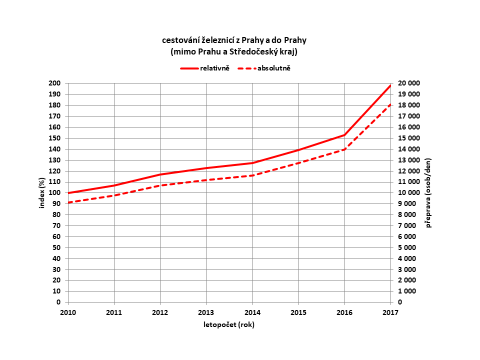 cestování železnicí z Prahy a do Prahy
(mimo Prahu a Středočeský kraj)
relativně absolutně
200 20 000
190 19 000
180 18 000
170 17 000
160 16 000
150 15 000
140 14 000
130 13 000
120 12 000
110 11 000
100 10 000
90 9 000
80 8 000
70 7 000
60 6 000
50 5 000
40 4 000
30 3 000
20 2 000
10 1 000
0 0
index (%)
přeprava (osob/den)
2010 2011 2012 2013 2014 2015 2016 2017
letopočet (rok)